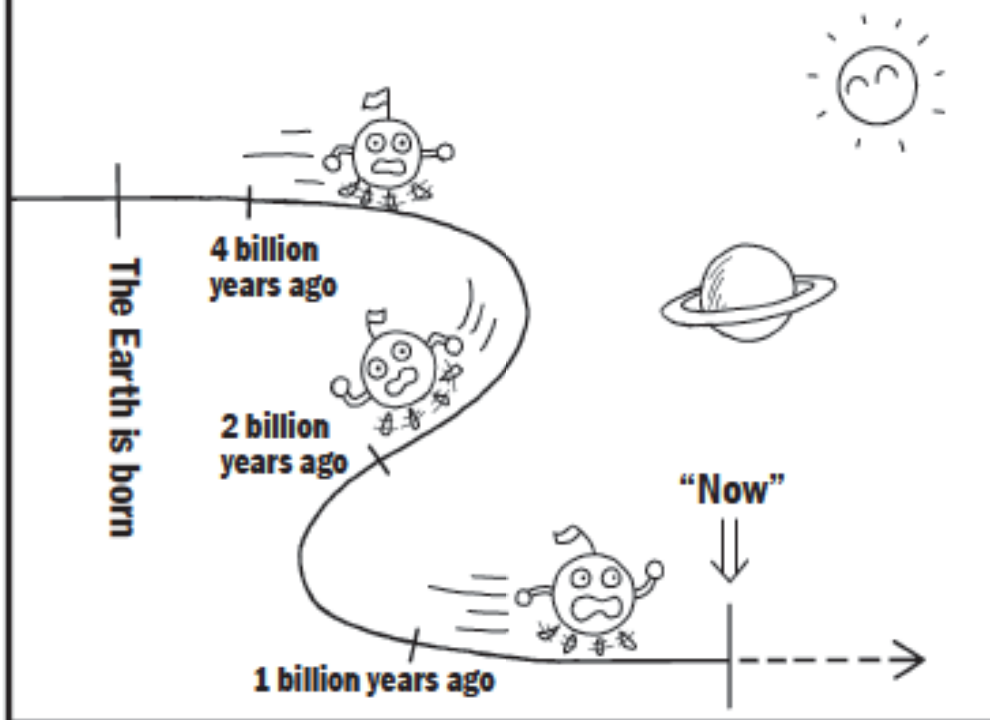 The Earth is born
4 billion
years ago
2 billion
years ago
“Now”
1 billion years ago